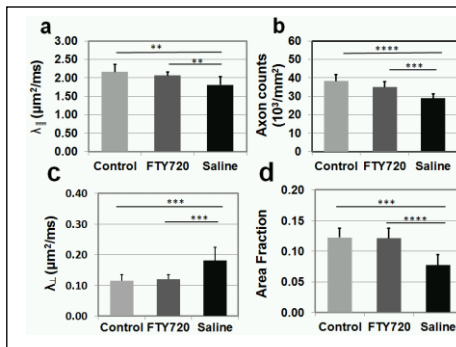 a
b
3.00
2.50
2.00
1.50
1.00
0.50
0.00
λ∥ (µm²/ms)
**
**
Control FTY720 Saline
60
50
40
30
20
10
0
Axon counts
(10³/mm²)
****
***
Control FTY720 Saline
c
d
0.40
0.30
0.20
0.10
0.00
λ⊥ (µm²/ms)
***
***
Control FTY720 Saline
0.20
0.15
0.10
0.05
0.00
Area Fraction
***
****
Control FTY720 Saline